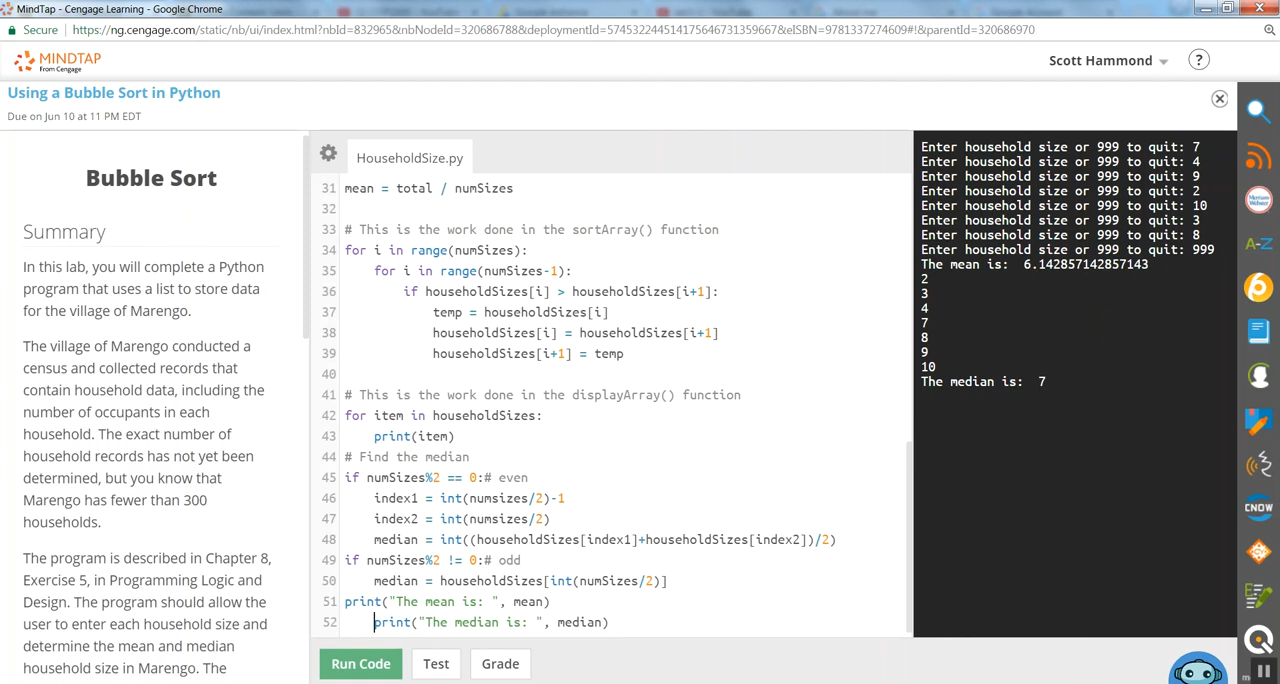 MindTap - Cengage Learning - Google Chrome
Secure
https://ng.cengage.com/static/nb/ui/index.html?nbId=832965&nbNodeId=320686788&deploymentId=57453224451417564673135966​7&eISBN=9781337274609#!&parentId=320686970
MINDTAP
From Cengage
Scott Hammond
?
Using a Bubble Sort in Python
Due on Jun 10 at 11 PM EDT
Bubble Sort
Summary
In this lab, you will complete a Python
program that uses a list to store data
for the village of Marengo.
The village of Marengo conducted a
census and collected records that
contain household data, including the
number of occupants in each
household. The exact number of
household records has not yet been
determined, but you know that
Marengo has fewer than 300
households.
The program is described in Chapter 8,
Exercise 5, in Programming Logic and
Design. The program should allow the
user to enter each household size and
determine the mean and median
household size in Marengo. The
HouseholdSize.py
31 mean = total / numSizes
32
33 # This is the work done in the sortArray() function
34 for i in range(numSizes):
35     for i in range(numSizes-1):
36         if householdSizes[i] > householdSizes[i+1]:
37             temp = householdSizes[i]
38             householdSizes[i] = householdSizes[i+1]
39             householdSizes[i+1] = temp
40
41 # This is the work done in the displayArray() function
42 for item in householdSizes:
43     print(item)
44 # Find the median
45 if numSizes%2 == 0:# even
46     index1 = int(numsizes/2)-1
47     index2 = int(numsizes/2)
48     median = int((householdSizes[index1]+householdSizes[index2])/2)
49 if numSizes%2 != 0:# odd
50     median = householdSizes[int(numSizes/2)]
51 print("The mean is: ", mean)
52     print("The median is: ", median)
Run Code
Test
Grade
Enter household size or 999 to quit: 7
Enter household size or 999 to quit: 4
Enter household size or 999 to quit: 9
Enter household size or 999 to quit: 2
Enter household size or 999 to quit: 10
Enter household size or 999 to quit: 3
Enter household size or 999 to quit: 8
Enter household size or 999 to quit: 999
The mean is:  6.142857142857143
2
3
4
7
8
9
10
The median is:  7
A-Z
CNOW